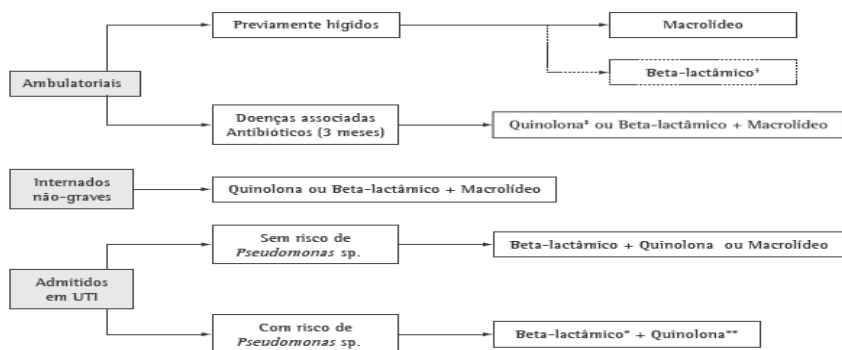 Ambulatoriais
Previamente hígidos
Macrolídeo
Beta-lactâmico‡
Doenças associadas
Antibióticos (3 meses)
Quinolona‡ ou Beta-lactâmico + Macrolídeo
Internados
não-graves
Quinolona ou Beta-lactâmico + Macrolídeo
Admitidos
em UTI
Sem risco de
Pseudomonas sp.
Beta-lactâmico + Quinolona ou Macrolídeo
Com risco de
Pseudomonas sp.
Beta-lactâmico* + Quinolona**